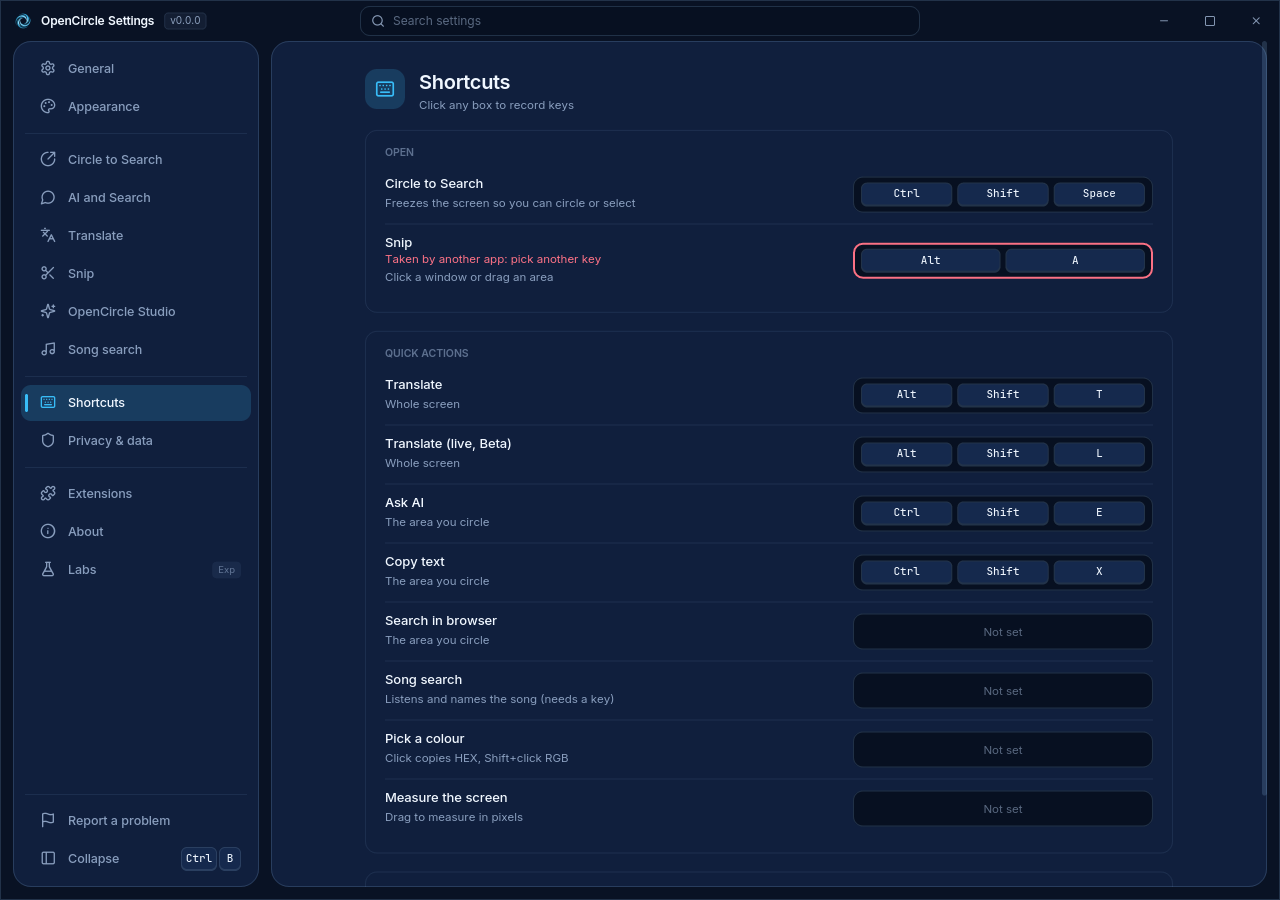 OpenCircle Settings v0.0.0
Search settings
General
Appearance
Circle to Search
AI and Search
Translate
Snip
OpenCircle Studio
Song search
Shortcuts
Privacy & data
Extensions
About
Labs Exp
Report a problem
Collapse Ctrl B
Shortcuts
Click any box to record keys
OPEN
Circle to Search
Freezes the screen so you can circle or select
Ctrl Shift Space
Snip
Taken by another app: pick another key
Click a window or drag an area
Alt A
QUICK ACTIONS
Translate
Whole screen
Alt Shift T
Translate (live, Beta)
Whole screen
Alt Shift L
Ask AI
The area you circle
Ctrl Shift E
Copy text
The area you circle
Ctrl Shift X
Search in browser
The area you circle
Not set
Song search
Listens and names the song (needs a key)
Not set
Pick a colour
Click copies HEX, Shift+click RGB
Not set
Measure the screen
Drag to measure in pixels
Not set